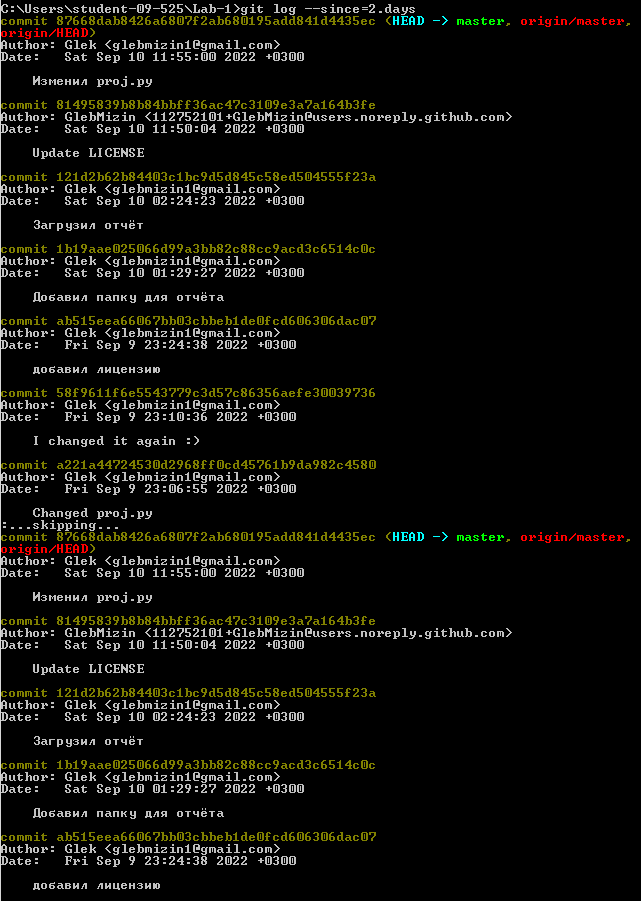 C:\Users\student-09-525\Lab-1>git log --since=2.days
commit 87668dab8426a6807f2ab680195add841d4435ec (HEAD -> master, origin/master,
origin/HEAD)
Author: Glek <glebmizin1@gmail.com>
Date:   Sat Sep 10 11:55:00 2022 +0300
Изменил proj.py
commit 81495839b8b84bbff36ac47c3109e3a7a164b3fe
Author: GlebMizin <112752101+GlebMizin@users.noreply.github.com>
Date:   Sat Sep 10 11:50:04 2022 +0300
Update LICENSE
commit 121d2b62b84403c1bc9d5d845c58ed504555f23a
Author: Glek <glebmizin1@gmail.com>
Date:   Sat Sep 10 02:24:23 2022 +0300
Загрузил отчёт
commit 1b19aae025066d99a3bb82c88cc9acd3c6514c0c
Author: Glek <glebmizin1@gmail.com>
Date:   Sat Sep 10 01:29:27 2022 +0300
Добавил папку для отчёта
commit ab515eea66067bb03cbbeb1de0fcd606306dac07
Author: Glek <glebmizin1@gmail.com>
Date:   Fri Sep 9 23:24:38 2022 +0300
добавил лицензию
commit 58f9611f6e5543779c3d57c86356aefe30039736
Author: Glek <glebmizin1@gmail.com>
Date:   Fri Sep 9 23:10:36 2022 +0300
I changed it again :)
commit a221a44724530d2968ff0cd45761b9da982c4580
Author: Glek <glebmizin1@gmail.com>
Date:   Fri Sep 9 23:06:55 2022 +0300
Changed proj.py
:...skipping...
commit 87668dab8426a6807f2ab680195add841d4435ec (HEAD -> master, origin/master,
origin/HEAD)
Author: Glek <glebmizin1@gmail.com>
Date:   Sat Sep 10 11:55:00 2022 +0300
Изменил proj.py
commit 81495839b8b84bbff36ac47c3109e3a7a164b3fe
Author: GlebMizin <112752101+GlebMizin@users.noreply.github.com>
Date:   Sat Sep 10 11:50:04 2022 +0300
Update LICENSE
commit 121d2b62b84403c1bc9d5d845c58ed504555f23a
Author: Glek <glebmizin1@gmail.com>
Date:   Sat Sep 10 02:24:23 2022 +0300
Загрузил отчёт
commit 1b19aae025066d99a3bb82c88cc9acd3c6514c0c
Author: Glek <glebmizin1@gmail.com>
Date:   Sat Sep 10 01:29:27 2022 +0300
Добавил папку для отчёта
commit ab515eea66067bb03cbbeb1de0fcd606306dac07
Author: Glek <glebmizin1@gmail.com>
Date:   Fri Sep 9 23:24:38 2022 +0300
добавил лицензию